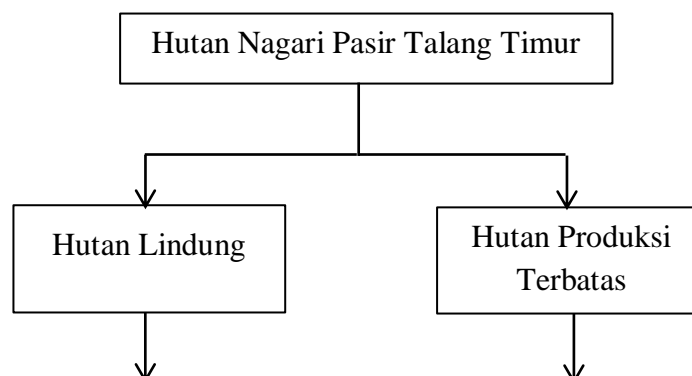 Hutan Nagari Pasir Talang Timur
Hutan Lindung
Hutan Produksi
Terbatas